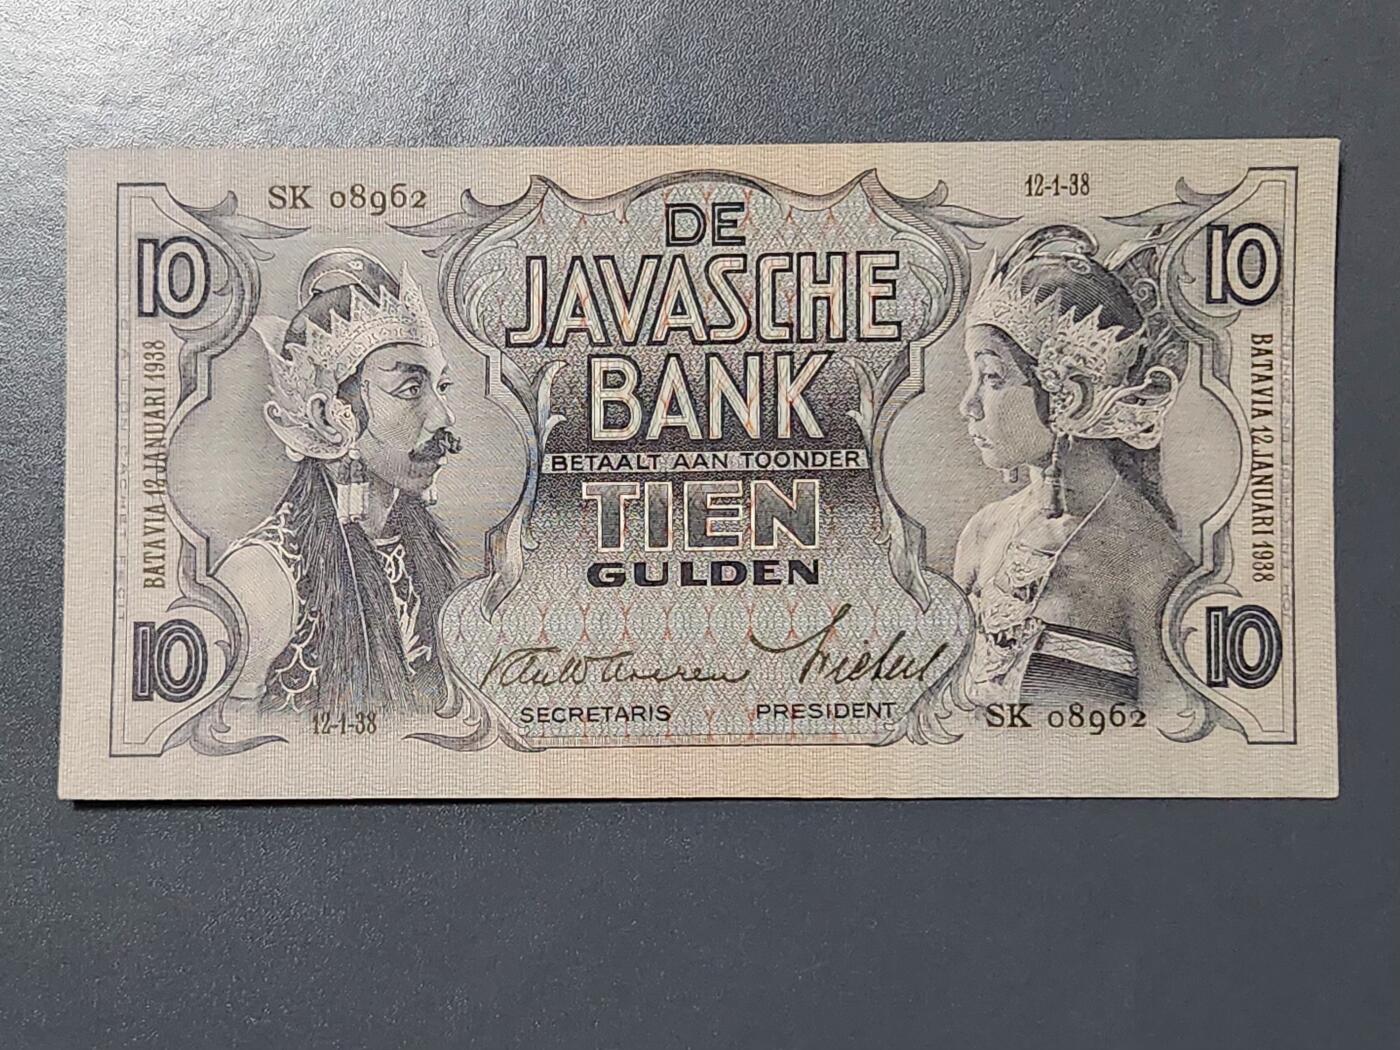 SK 08962
12-1-38
10
10
DE
JAVASCHE
BANK
BETAALT AAN TOONDER
TIEN
GULDEN
BATAVIA 12 JANUARI 1938
BATAVIA 12 JANUARI 1938
10
10
SECRETARIS
PRESIDENT
12-1-38
SK 08962